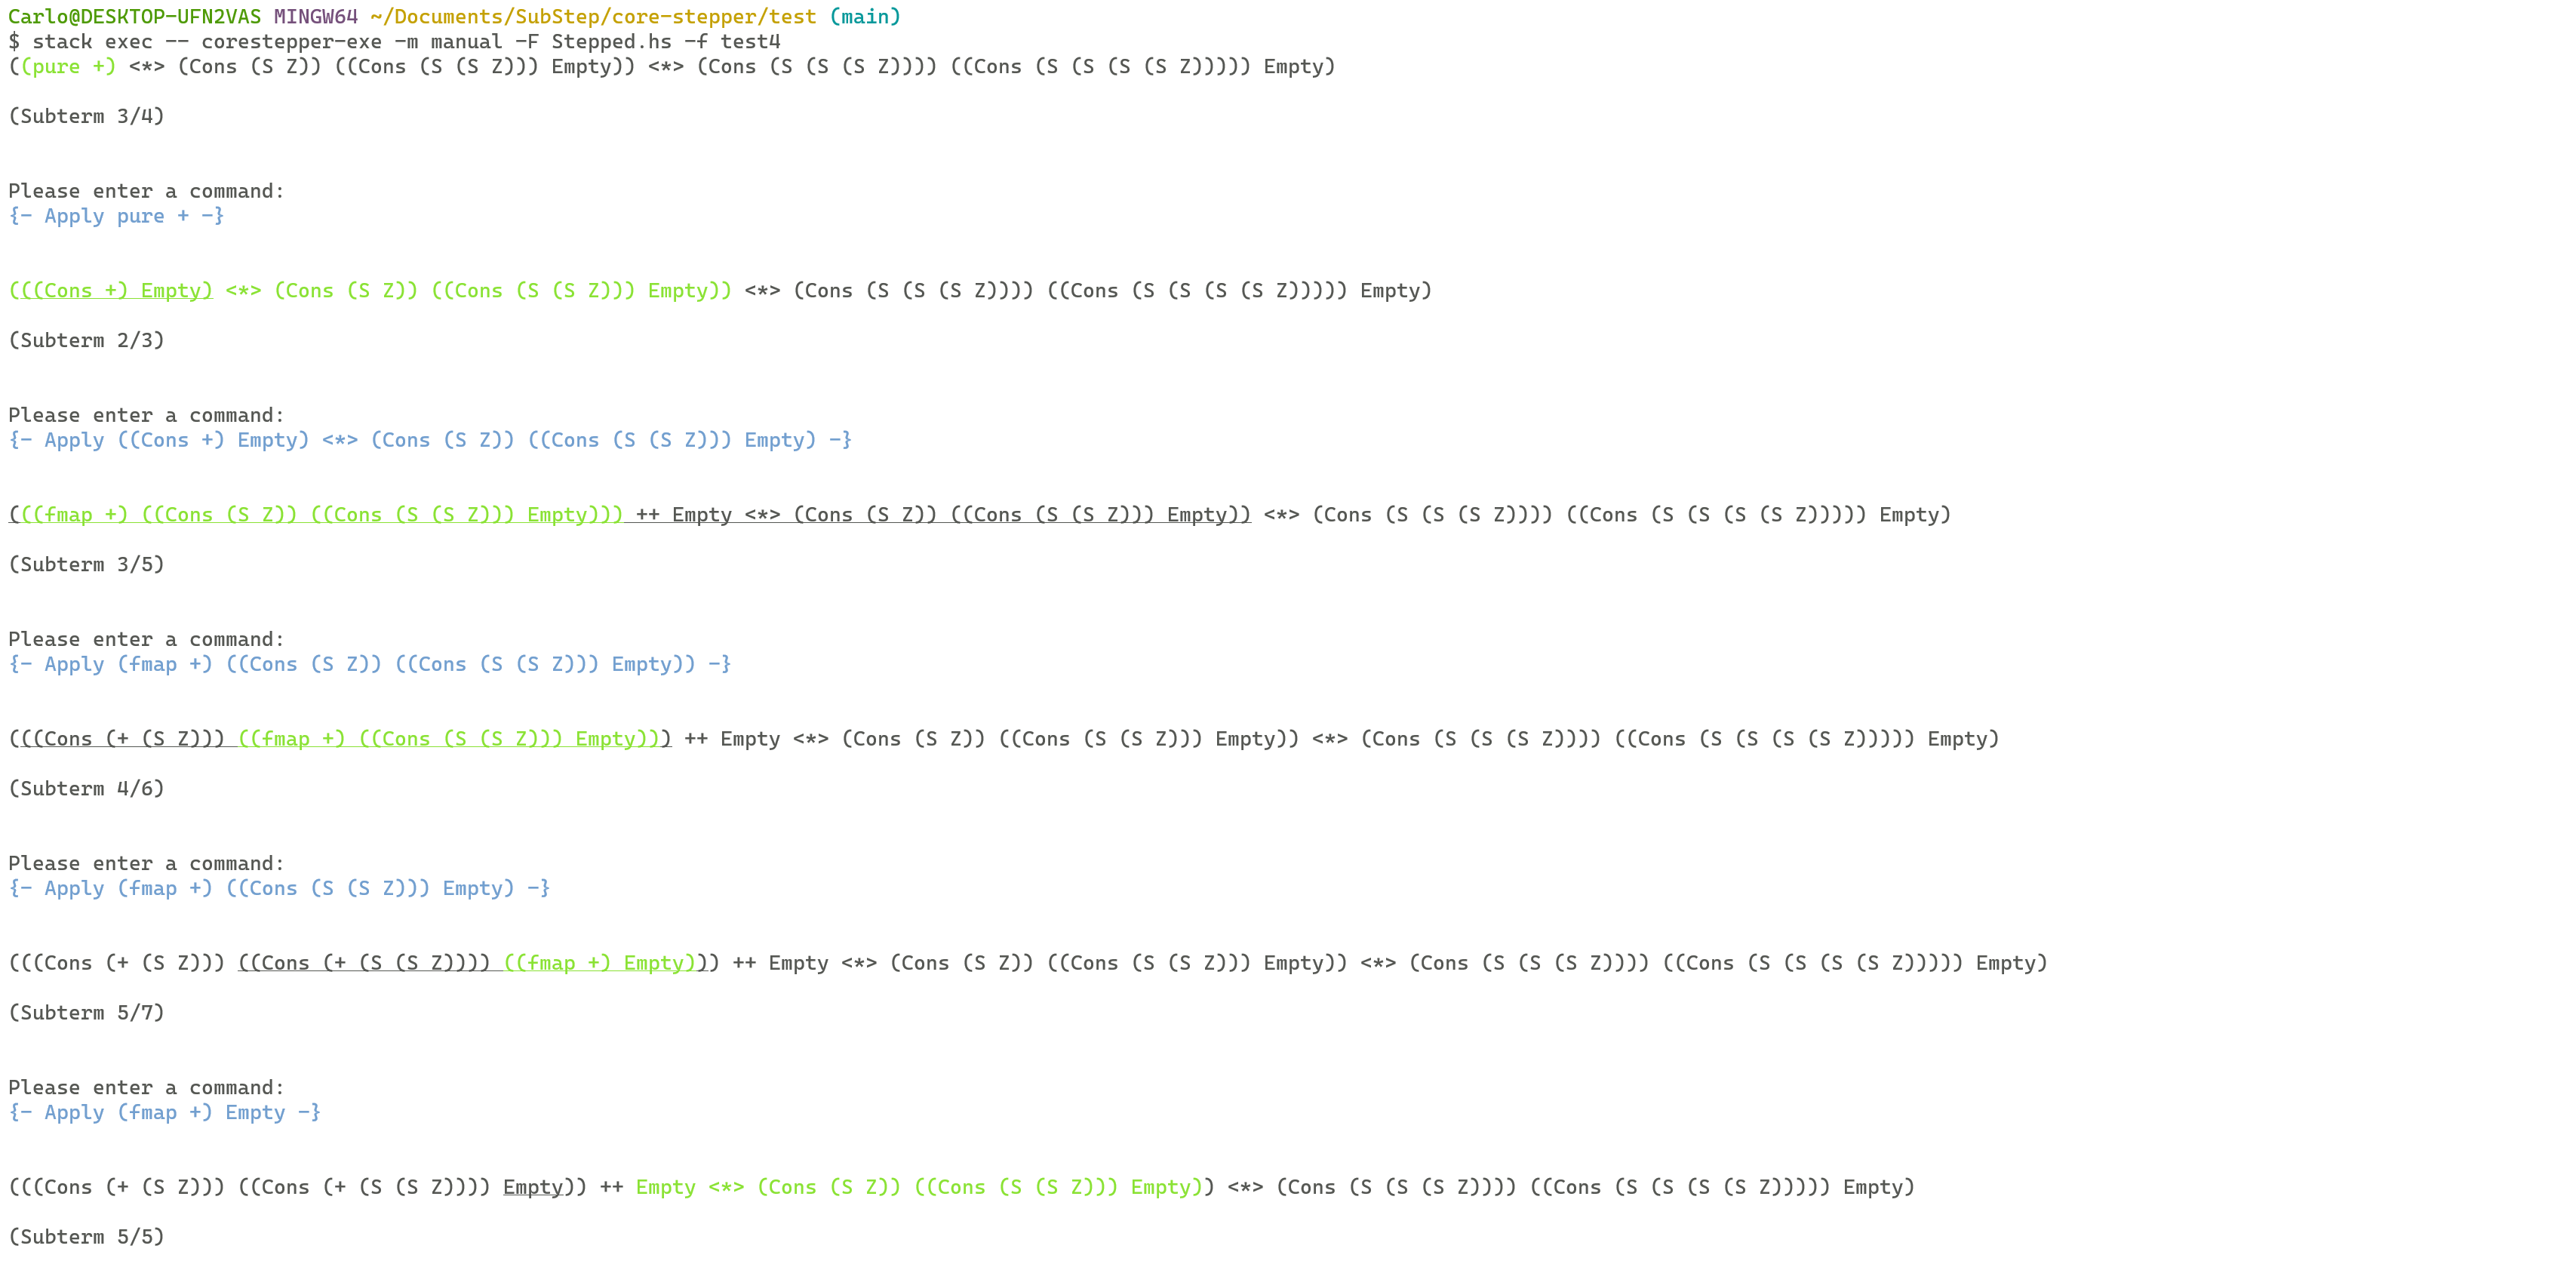 Carlo@DESKTOP-UFN2VAS MINGW64 ~/Documents/SubStep/core-stepper/test (main)
$ stack exec -- corestepper-exe -m manual -F Stepped.hs -f test4
((pure +) <*> (Cons (S Z)) ((Cons (S (S Z))) Empty)) <*> (Cons (S (S (S Z)))) ((Cons (S (S (S (S Z))))) Empty)
(Subterm 3/4)
Please enter a command:
{- Apply pure + -}
(((Cons +) Empty) <*> (Cons (S Z)) ((Cons (S (S Z))) Empty)) <*> (Cons (S (S (S Z)))) ((Cons (S (S (S (S Z))))) Empty)
(Subterm 2/3)
Please enter a command:
{- Apply ((Cons +) Empty) <*> (Cons (S Z)) ((Cons (S (S Z))) Empty) -}
(((fmap +) ((Cons (S Z)) ((Cons (S (S Z))) Empty))) ++ Empty <*> (Cons (S Z)) ((Cons (S (S Z))) Empty)) <*> (Cons (S (S (S Z)))) ((Cons (S (S (S (S Z))))) Empty)
(Subterm 3/5)
Please enter a command:
{- Apply (fmap +) ((Cons (S Z)) ((Cons (S (S Z))) Empty)) -}
(((Cons (+ (S Z))) ((fmap +) ((Cons (S (S Z))) Empty))) ++ Empty <*> (Cons (S Z)) ((Cons (S (S Z))) Empty)) <*> (Cons (S (S (S Z)))) ((Cons (S (S (S (S Z))))) Empty)
(Subterm 4/6)
Please enter a command:
{- Apply (fmap +) ((Cons (S (S Z))) Empty) -}
(((Cons (+ (S Z))) ((Cons (+ (S (S Z)))) ((fmap +) Empty))) ++ Empty <*> (Cons (S Z)) ((Cons (S (S Z))) Empty)) <*> (Cons (S (S (S Z)))) ((Cons (S (S (S (S Z))))) Empty)
(Subterm 5/7)
Please enter a command:
{- Apply (fmap +) Empty -}
(((Cons (+ (S Z))) ((Cons (+ (S (S Z)))) Empty)) ++ Empty <*> (Cons (S Z)) ((Cons (S (S Z))) Empty)) <*> (Cons (S (S (S Z)))) ((Cons (S (S (S (S Z))))) Empty)
(Subterm 5/5)